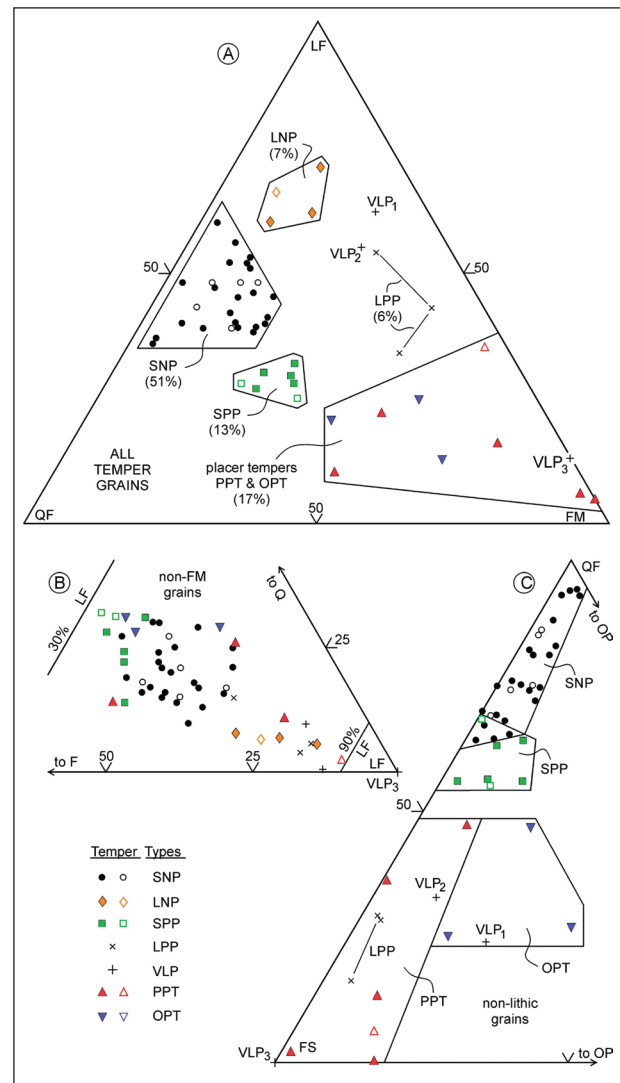 A
LF
LNP
(7%)
VLP1
VLP2
50
50
LPP
(6%)
SNP
(51%)
SPP
(13%)
ALL
TEMPER
GRAINS
placer tempers
PPT & OPT
(17%)
VLP3
QF
50
FM
B
30%
LF
non-FM
grains
to Q
25
90%
LF
LF
to F
50
25
VLP3
C
QF
to OP
SNP
SPP
50
VLP2
VLP1
LPP
OPT
PPT
non-lithic
grains
VLP3
FS
to OP
Temper Types
SNP
LNP
SPP
LPP
VLP
PPT
OPT